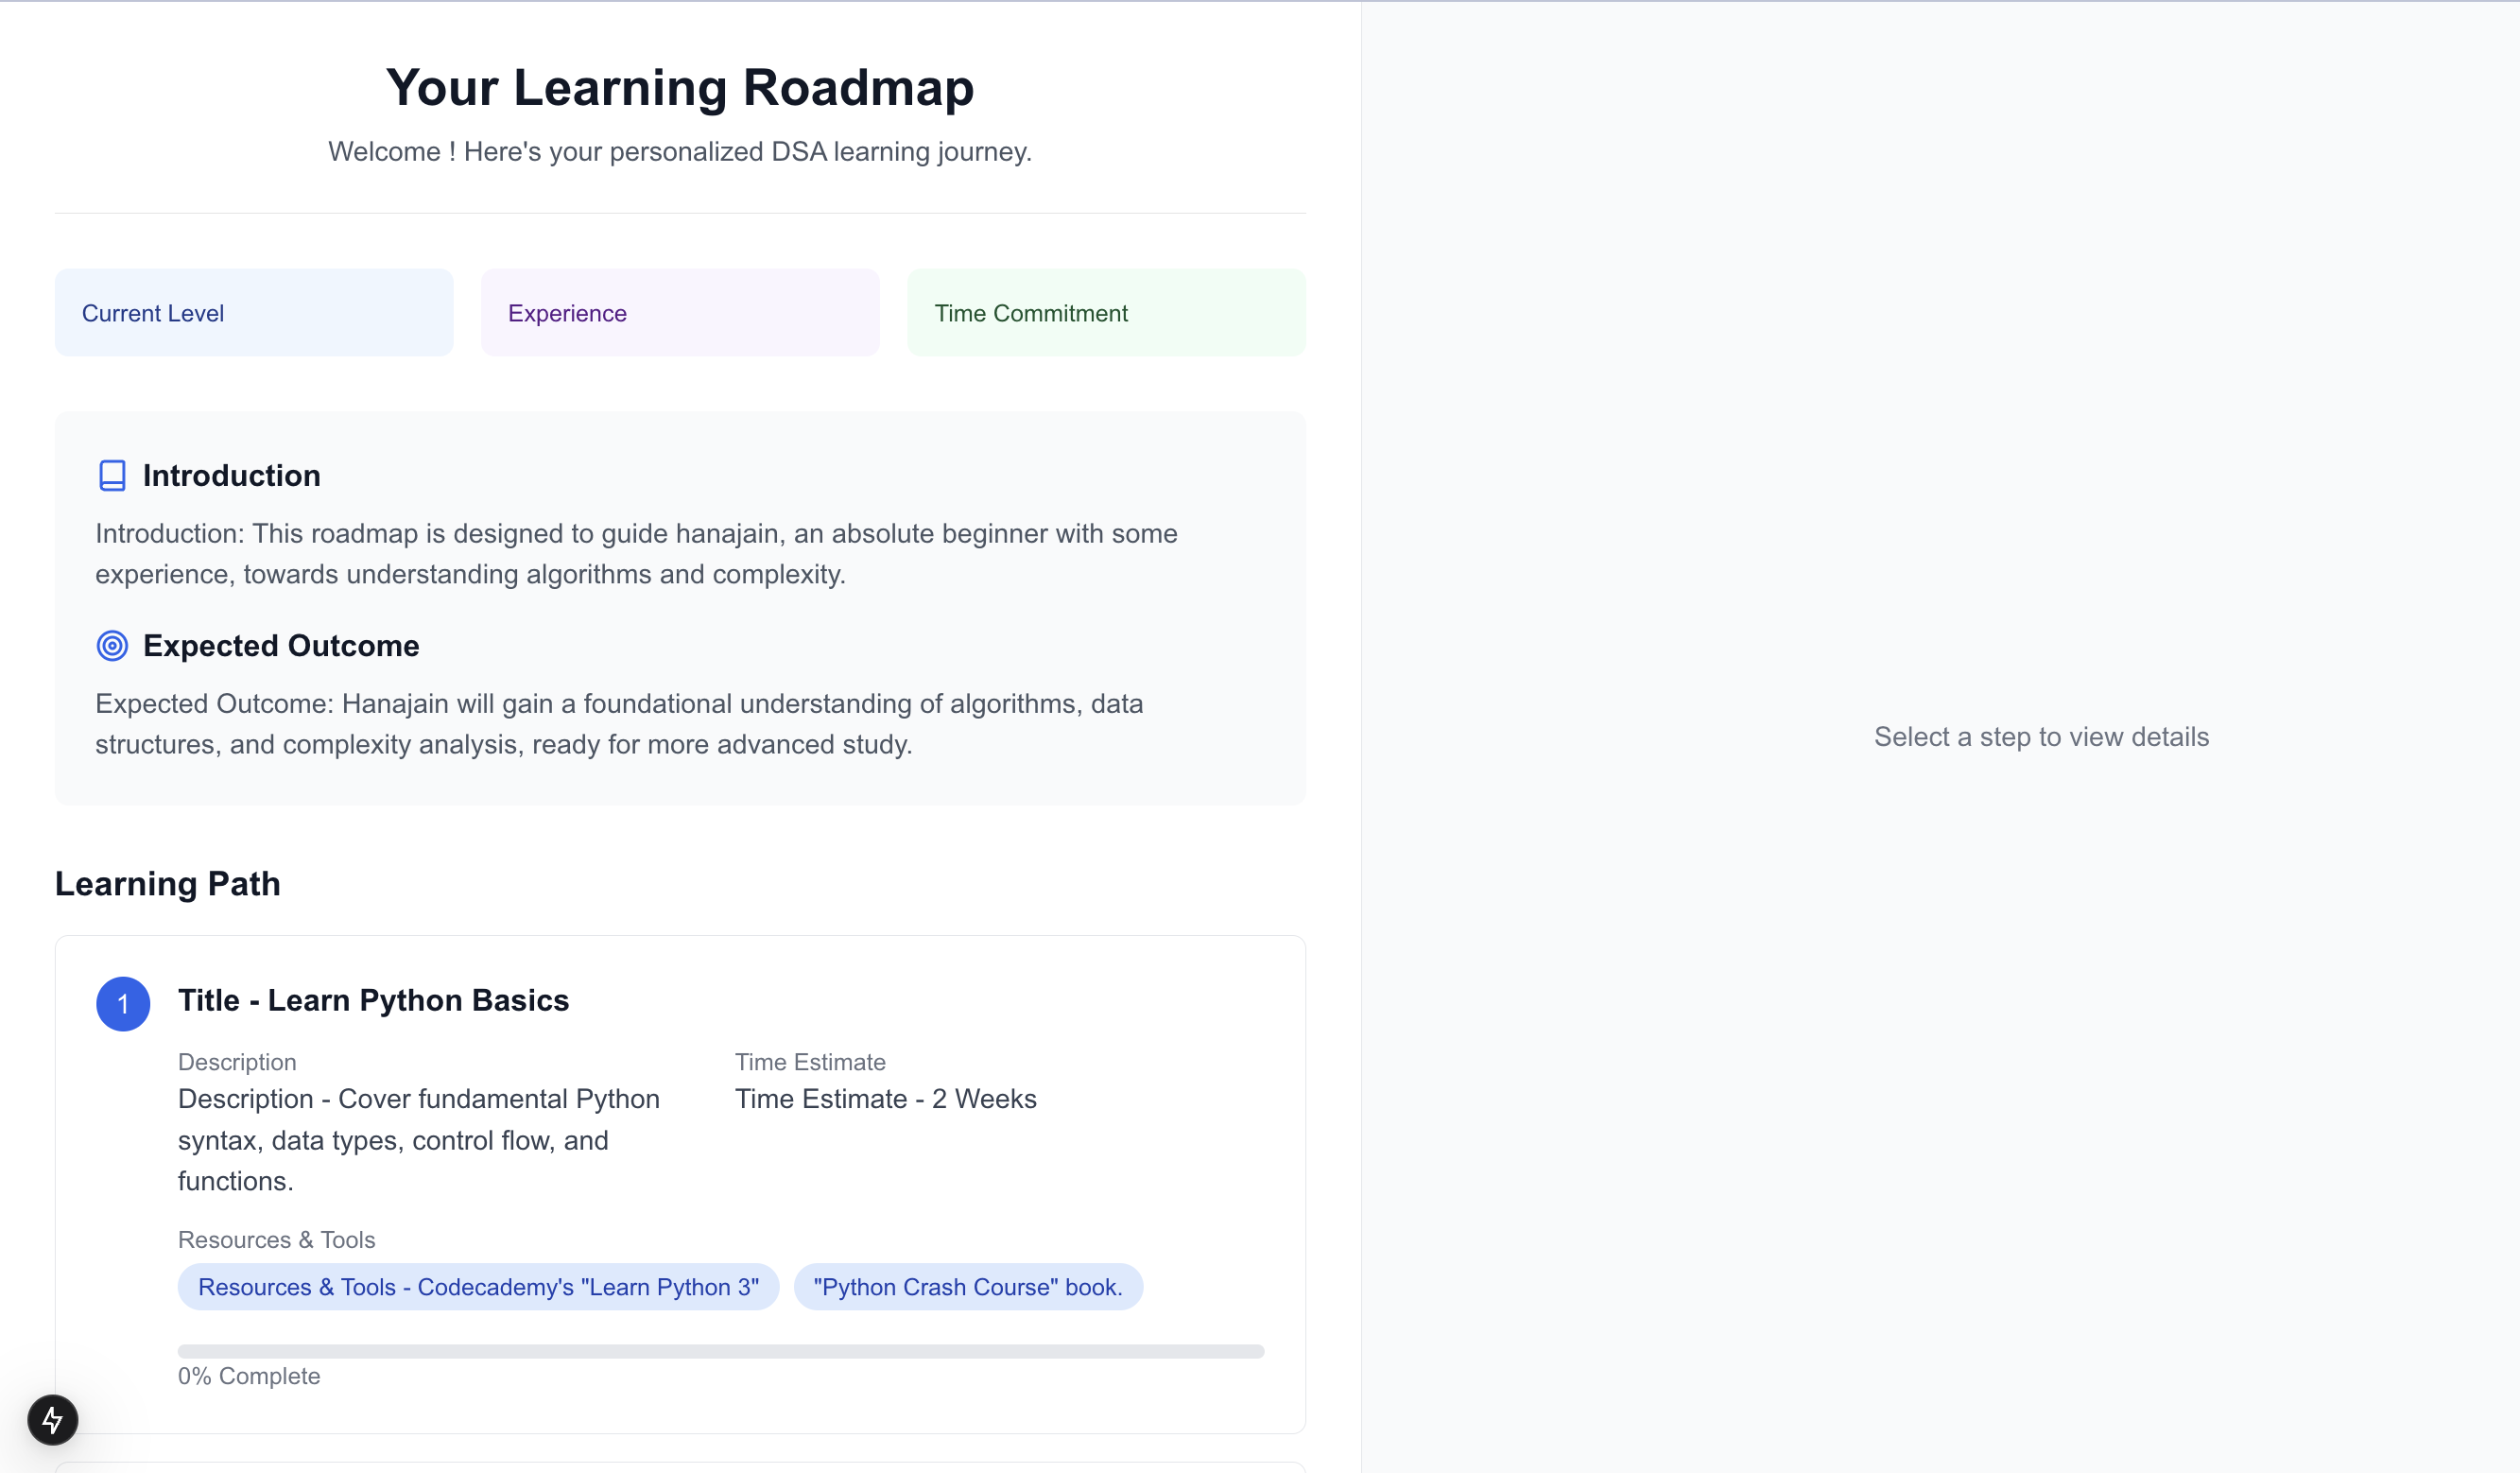 Your Learning Roadmap
Welcome ! Here's your personalized DSA learning journey.
Current Level
Experience
Time Commitment
Introduction
Introduction: This roadmap is designed to guide hanajain, an absolute beginner with some
experience, towards understanding algorithms and complexity.
Expected Outcome
Expected Outcome: Hanajain will gain a foundational understanding of algorithms, data
structures, and complexity analysis, ready for more advanced study.
Learning Path
1
Title - Learn Python Basics
Description
Description - Cover fundamental Python
syntax, data types, control flow, and
functions.
Time Estimate
Time Estimate - 2 Weeks
Resources & Tools
Resources & Tools - Codecademy's "Learn Python 3"
"Python Crash Course" book.
0% Complete
Select a step to view details